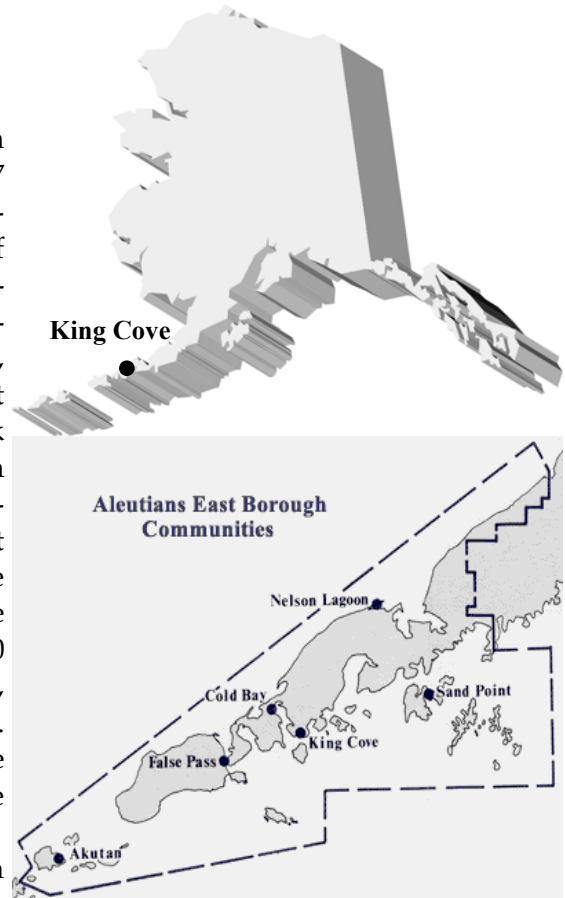 King Cove
Aleutians East Borough
Communities
Nelson Lagoon
Cold Bay
Sand Point
King Cove
False Pass
Akutan